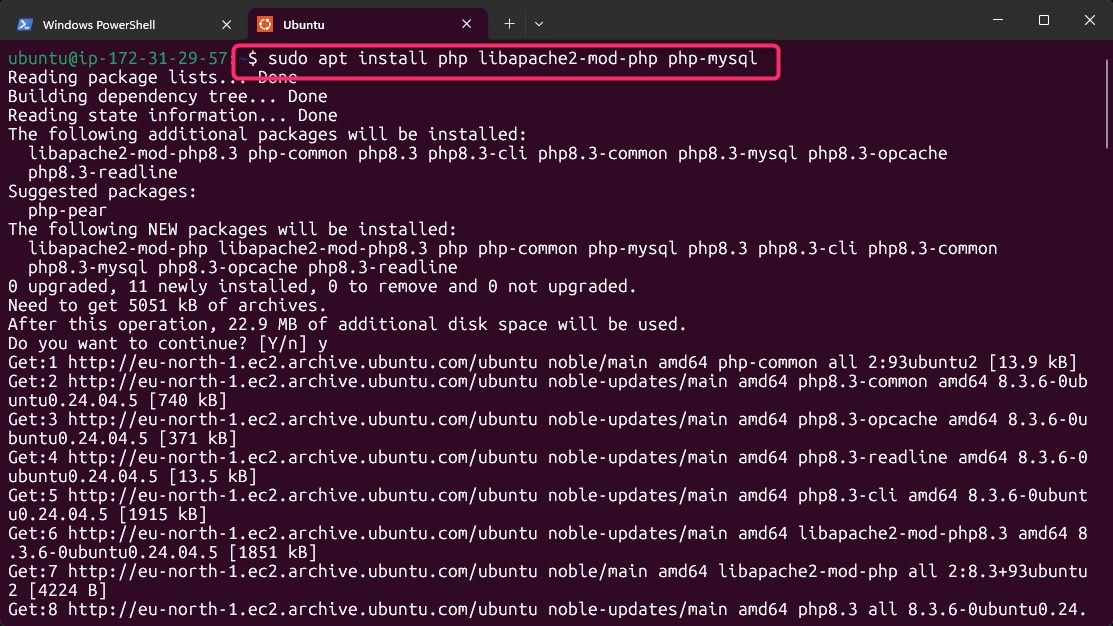 Windows PowerShell
Ubuntu
ubuntu@ip-172-31-29-57:~$ sudo apt install php libapache2-mod-php php-mysql
Reading package lists... Done
Building dependency tree... Done
Reading state information... Done
The following additional packages will be installed:
  libapache2-mod-php8.3 php-common php8.3 php8.3-cli php8.3-common php8.3-mysql php8.3-opcache
  php8.3-readline
Suggested packages:
  php-pear
The following NEW packages will be installed:
  libapache2-mod-php libapache2-mod-php8.3 php php-common php-mysql php8.3 php8.3-cli php8.3-common
  php8.3-mysql php8.3-opcache php8.3-readline
0 upgraded, 11 newly installed, 0 to remove and 0 not upgraded.
Need to get 5051 kB of archives.
After this operation, 22.9 MB of additional disk space will be used.
Do you want to continue? [Y/n] y
Get:1 http://eu-north-1.ec2.archive.ubuntu.com/ubuntu noble/main amd64 php-common all 2:93ubuntu2 [13.9 kB]
Get:2 http://eu-north-1.ec2.archive.ubuntu.com/ubuntu noble-updates/main amd64 php8.3-common amd64 8.3.6-0ub
untu0.24.04.5 [740 kB]
Get:3 http://eu-north-1.ec2.archive.ubuntu.com/ubuntu noble-updates/main amd64 php8.3-opcache amd64 8.3.6-0u
buntu0.24.04.5 [371 kB]
Get:4 http://eu-north-1.ec2.archive.ubuntu.com/ubuntu noble-updates/main amd64 php8.3-readline amd64 8.3.6-0
ubuntu0.24.04.5 [13.5 kB]
Get:5 http://eu-north-1.ec2.archive.ubuntu.com/ubuntu noble-updates/main amd64 php8.3-cli amd64 8.3.6-0ubunt
u0.24.04.5 [1915 kB]
Get:6 http://eu-north-1.ec2.archive.ubuntu.com/ubuntu noble-updates/main amd64 libapache2-mod-php8.3 amd64 8
.3.6-0ubuntu0.24.04.5 [1851 kB]
Get:7 http://eu-north-1.ec2.archive.ubuntu.com/ubuntu noble/main amd64 libapache2-mod-php all 2:8.3+93ubuntu
2 [4224 B]
Get:8 http://eu-north-1.ec2.archive.ubuntu.com/ubuntu noble-updates/main amd64 php8.3 all 8.3.6-0ubuntu0.24.